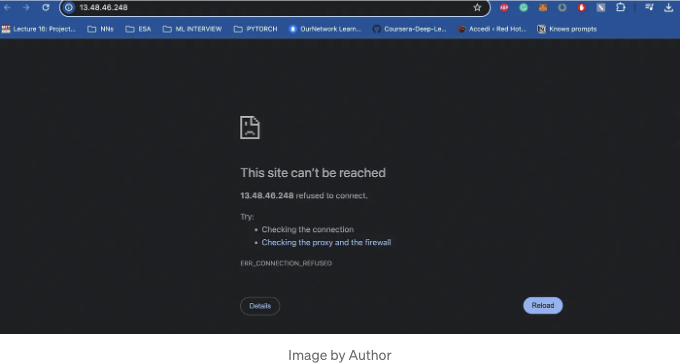 13.48.46.248
Lecture 16: Project... NNs ESA ML INTERVIEW PYTORCH OurNetwork Learn... Coursera-Deep-Le... Accedi ‹ Red Hot... Knows prompts
This site can't be reached
13.48.46.248 refused to connect.
Try:
• Checking the connection
• Checking the proxy and the firewall
ERR_CONNECTION_REFUSED
Details Reload
Image by Author